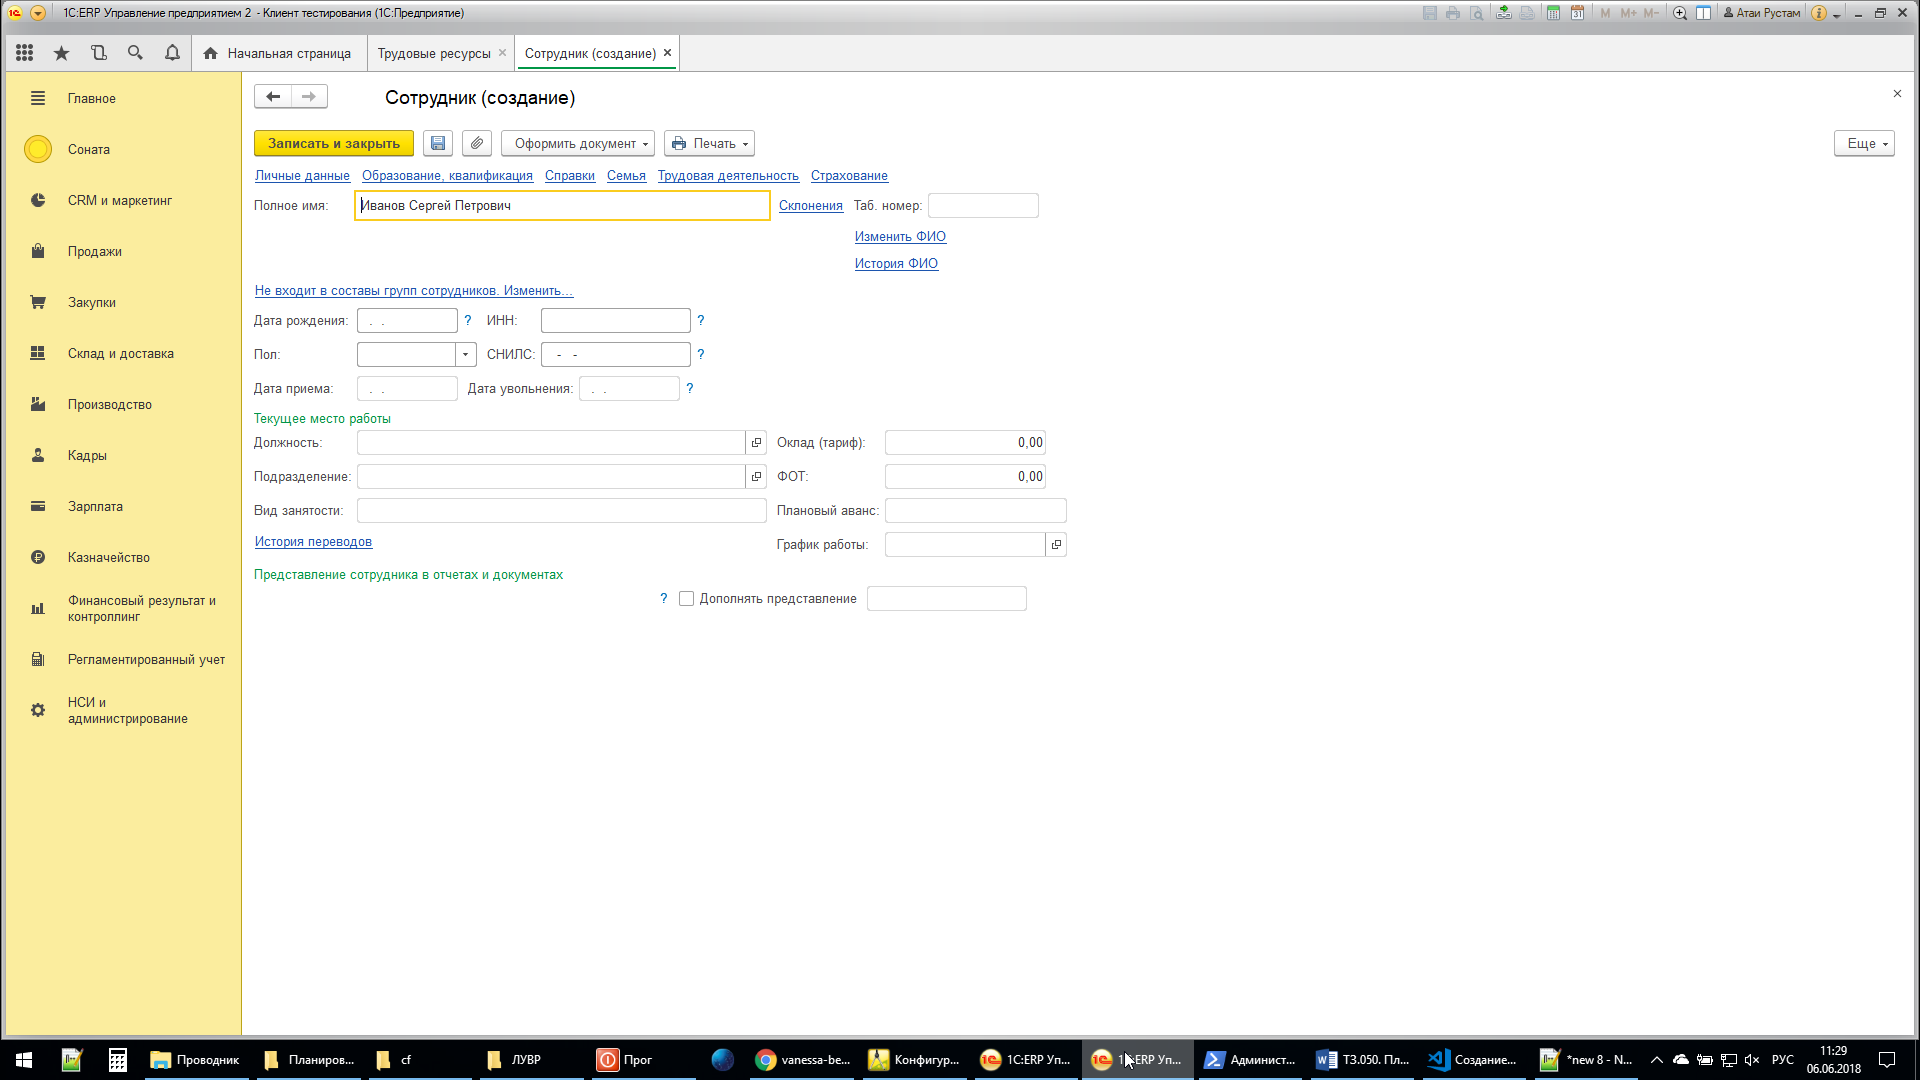 1С:ERP Управление предприятием 2 - Клиент тестирования (1С:Предприятие)
M M+ M- Атаи Рустам
Начальная страница Трудовые ресурсы Сотрудник (создание)
Главное
Соната
CRM и маркетинг
Продажи
Закупки
Склад и доставка
Производство
Кадры
Зарплата
Казначейство
Финансовый результат и
контроллинг
Регламентированный учет
НСИ и
администрирование
Сотрудник (создание)
Записать и закрыть Оформить документ Печать Еще
Личные данные Образование, квалификация Справки Семья Трудовая деятельность Страхование
Полное имя: Иванов Сергей Петрович Склонения Таб. номер:
Изменить ФИО
История ФИО
Не входит в составы групп сотрудников. Изменить...
Дата рождения: . . ? ИНН: ?
Пол: СНИЛС: - - ?
Дата приема: . . Дата увольнения: . . ?
Текущее место работы
Должность: Оклад (тариф): 0,00
Подразделение: ФОТ: 0,00
Вид занятости: Плановый аванс:
История переводов График работы:
Представление сотрудника в отчетах и документах
? Дополнять представление
Проводник Планиров... cf ЛУВР Прог vanessa-be... Конфигур... 1С:ERP Уп... 1С:ERP Уп... Админист... ТЗ.050. Пл... Создание... *new 8 - N... РУС 11:29
06.06.2018